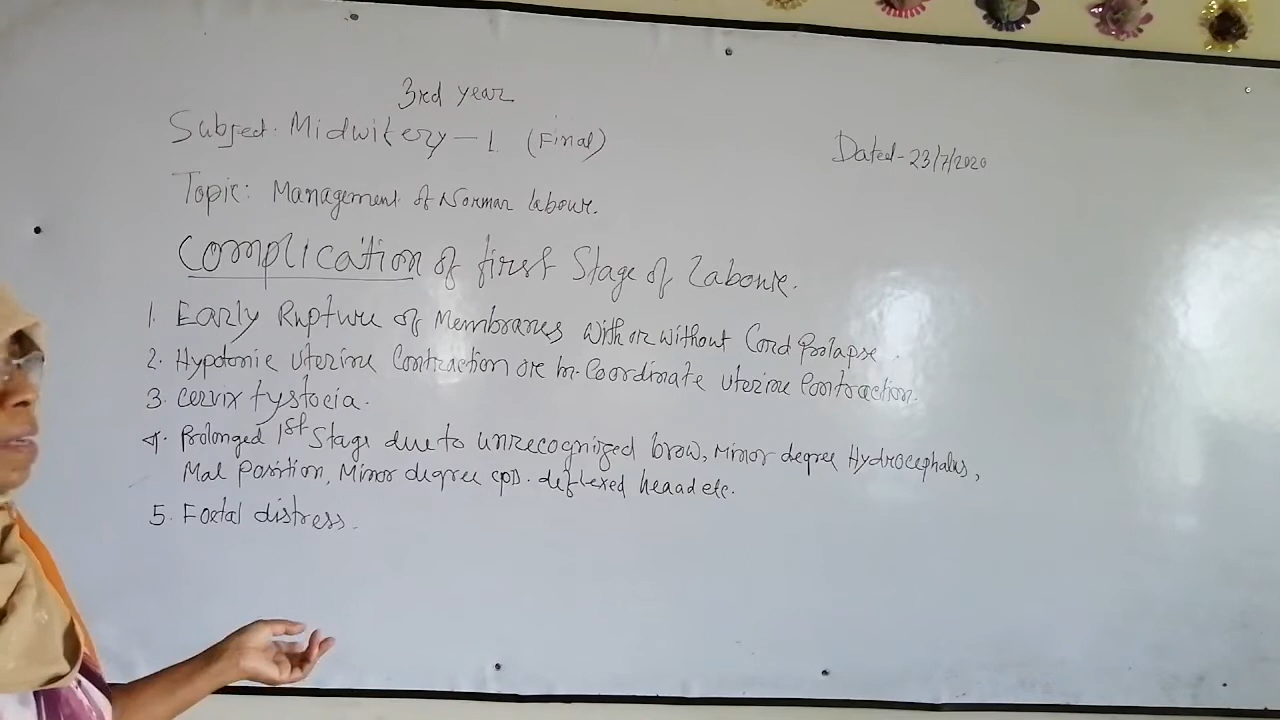 3rd year
Subject: Midwifery - 1. (Final)
Dated - 23/7/2020
Topic: Management of Normal labour.
Complication of first Stage of Labour.
1. Early Rupture of Membranes with or without Cord Prolapse.
2. Hypotonic uterine Contraction or In-Coordinate uterine Contraction.
3. Cervix tystocia.
4. Prolonged 1st Stage due to unrecognized brow, Minor degree Hydrocephalus,
Mal Position, Minor degree CPD. deflexed heaad etc.
5. Foetal distress.